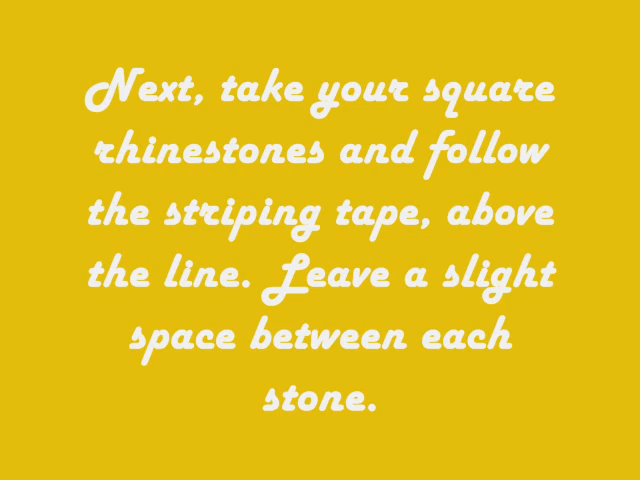 Next, take your square
rhinestones and follow
the striping tape, above
the line. Leave a slight
space between each
stone.